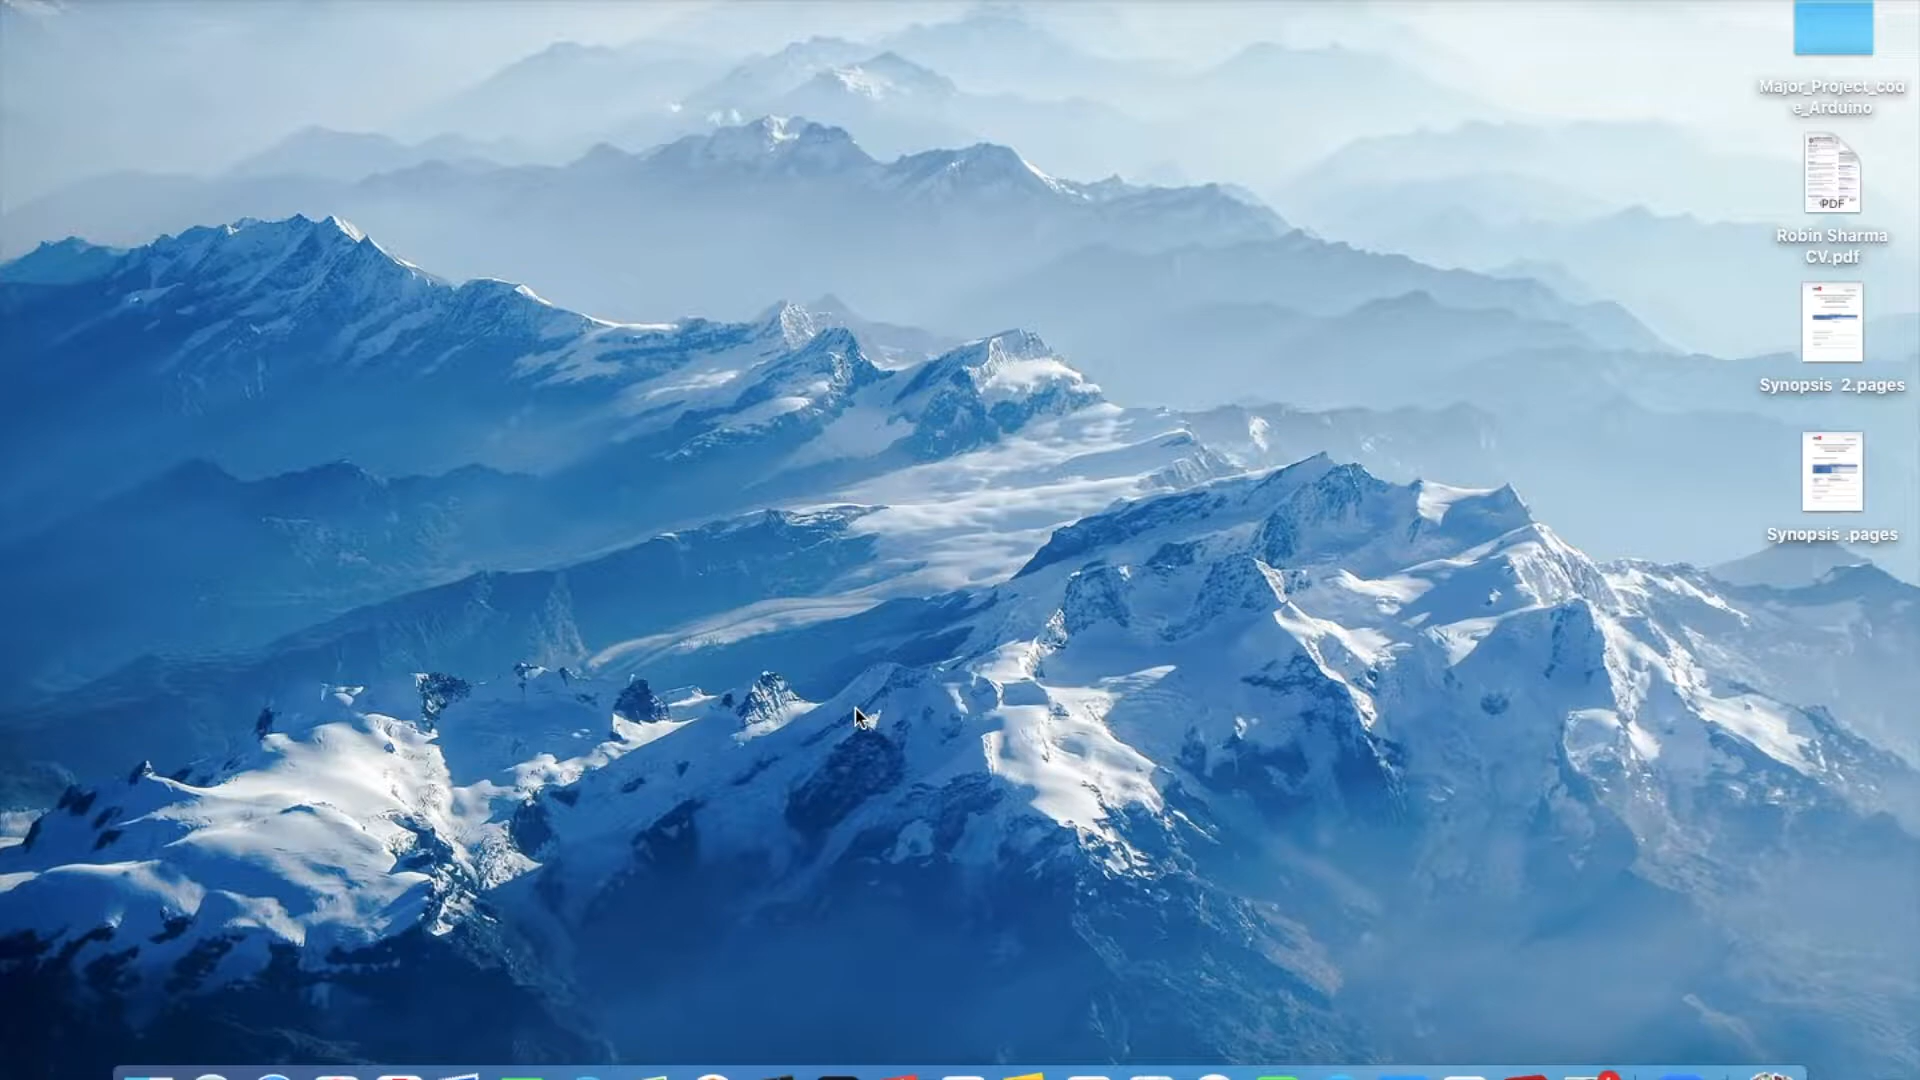 Major_Project_cod
e_Arduino
PDF
Robin Sharma
CV.pdf
Synopsis 2.pages
Synopsis .pages